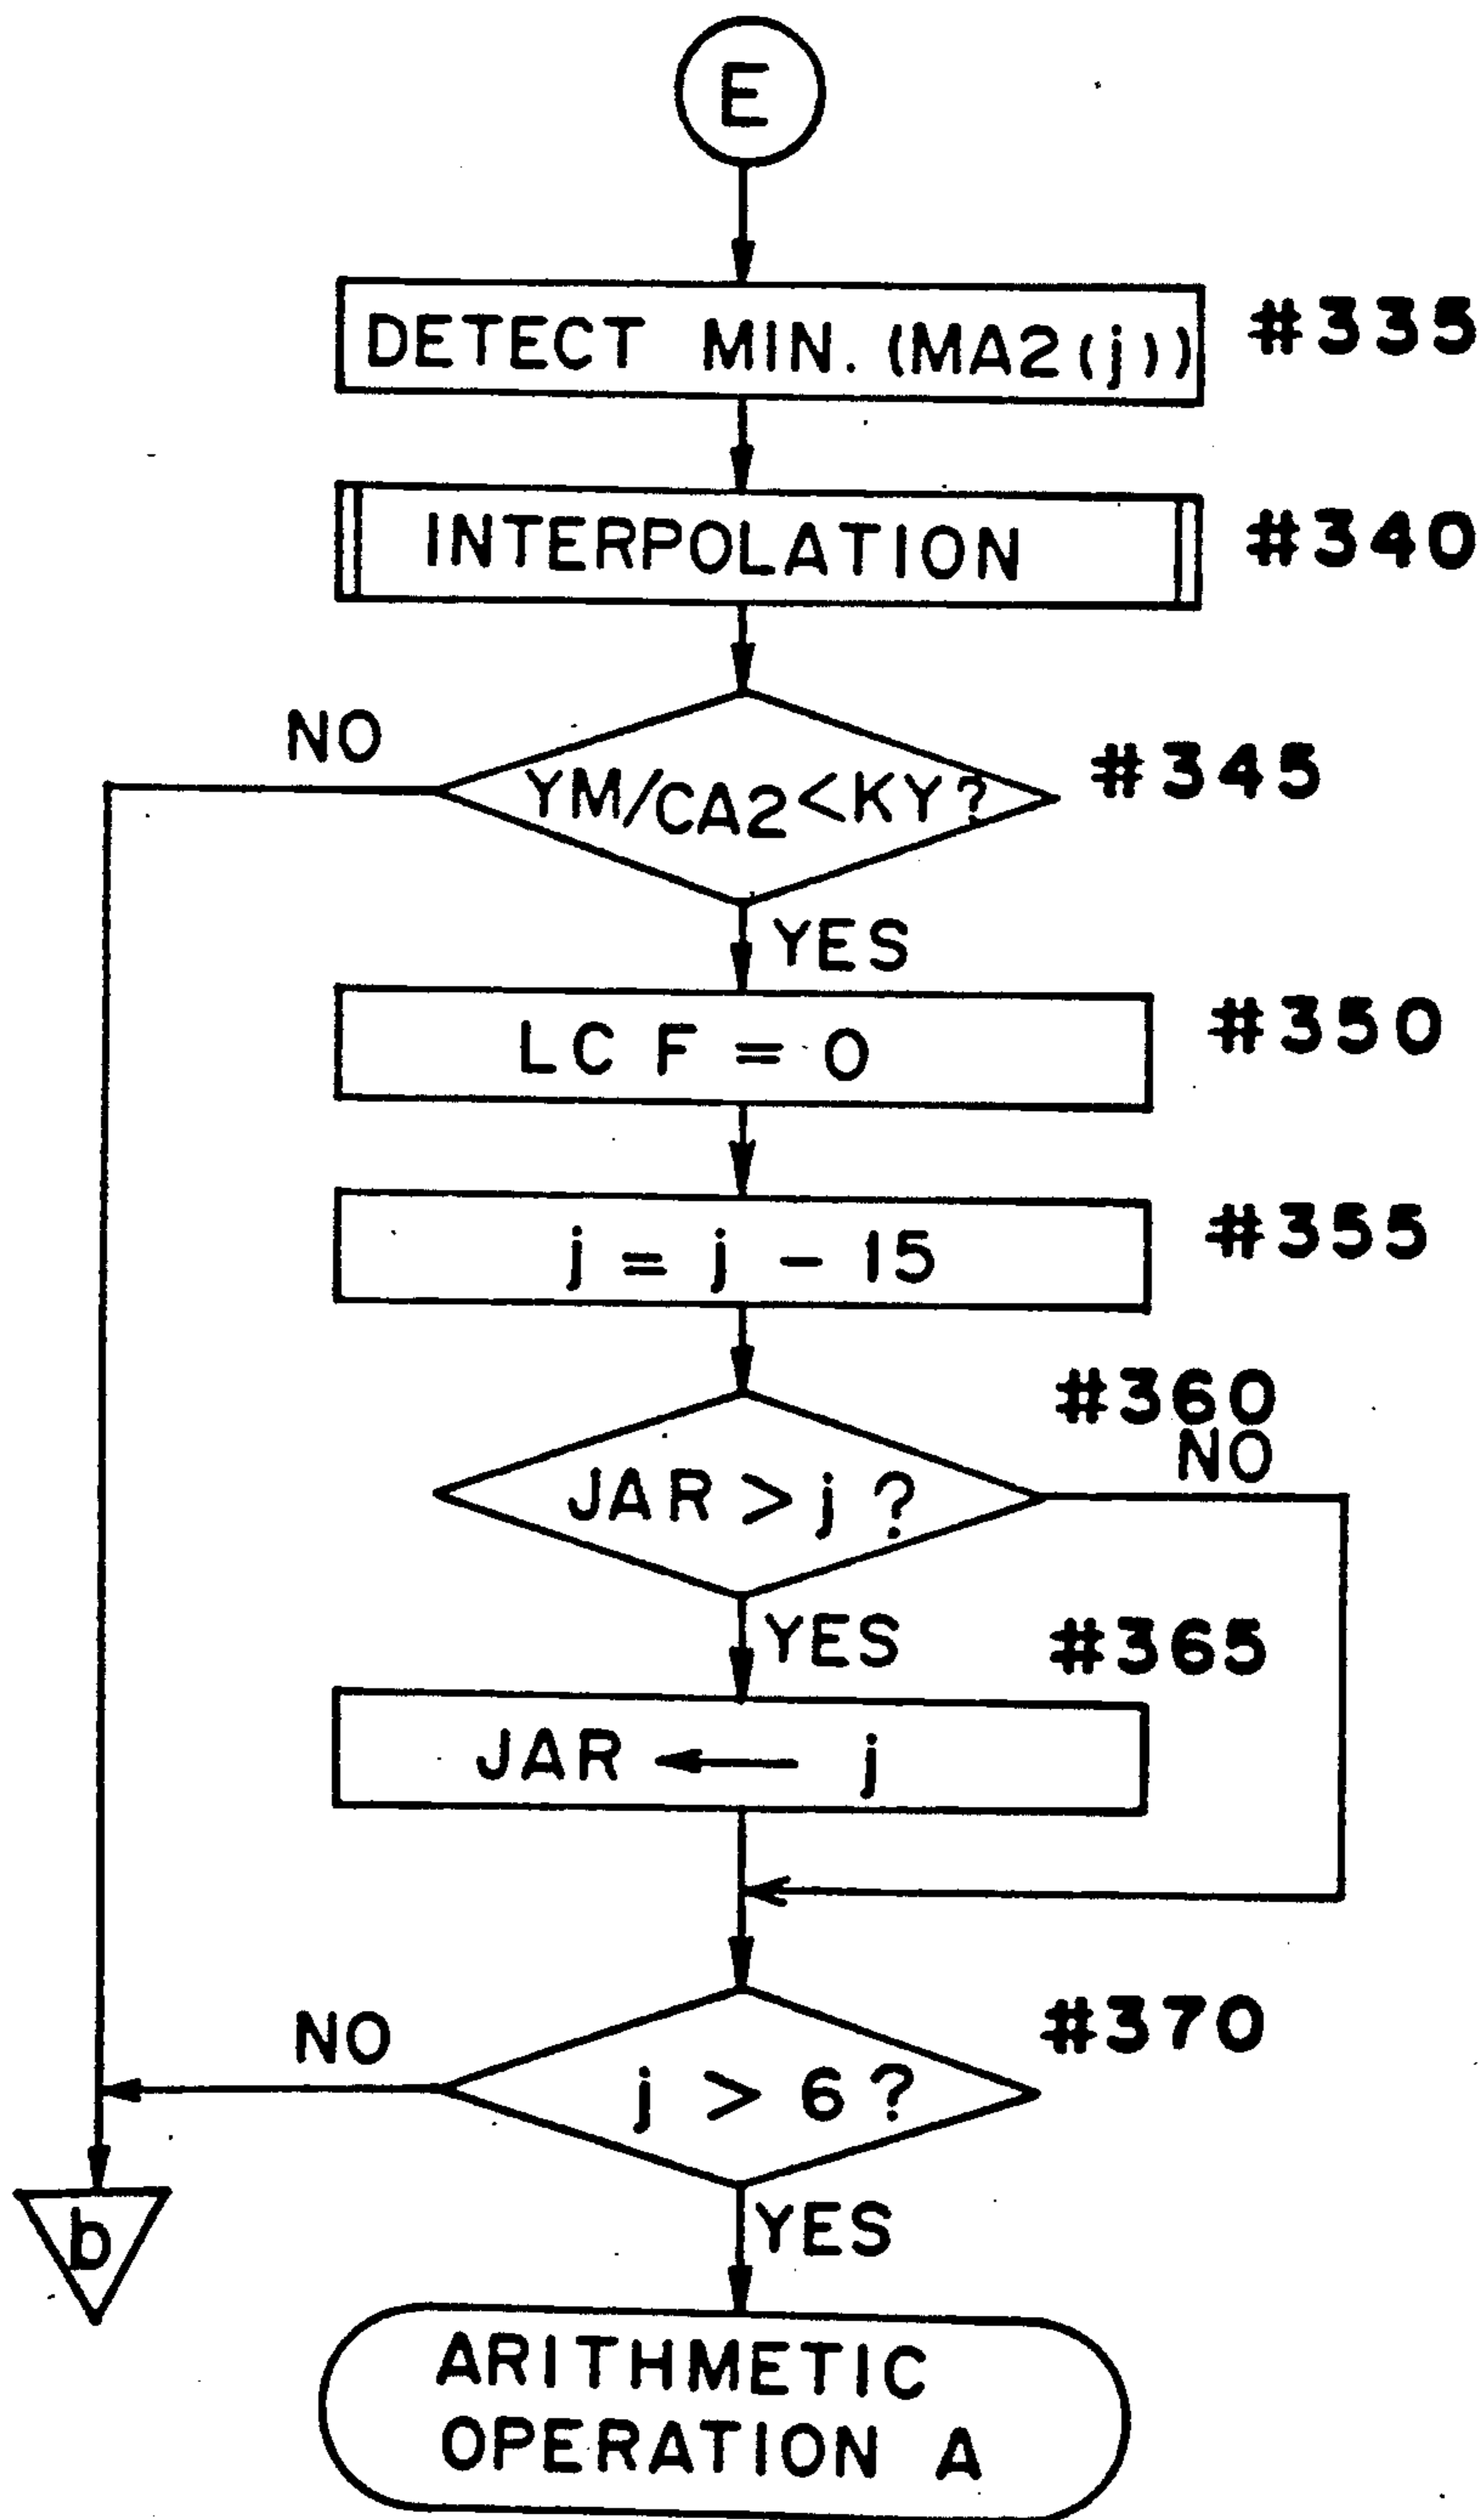 E
DETECT MIN. (MA2(j)) #335
INTERPOLATION #340
NO
YM/CA2<KY? #345
YES
LCF = 0 #350
j = j - 15 #355
#360
NO
JAR > j ?
YES #365
JAR ← j
NO #370
j > 6 ?
YES
b
ARITHMETIC
OPERATION A